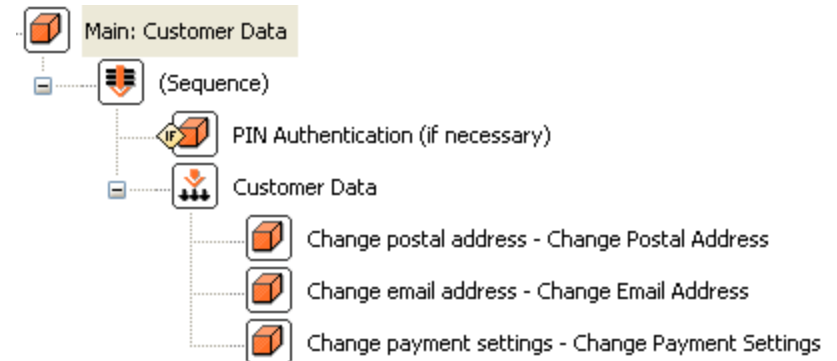 Main: Customer Data
(Sequence)
IF PIN Authentication (if necessary)
Customer Data
Change postal address - Change Postal Address
Change email address - Change Email Address
Change payment settings - Change Payment Settings